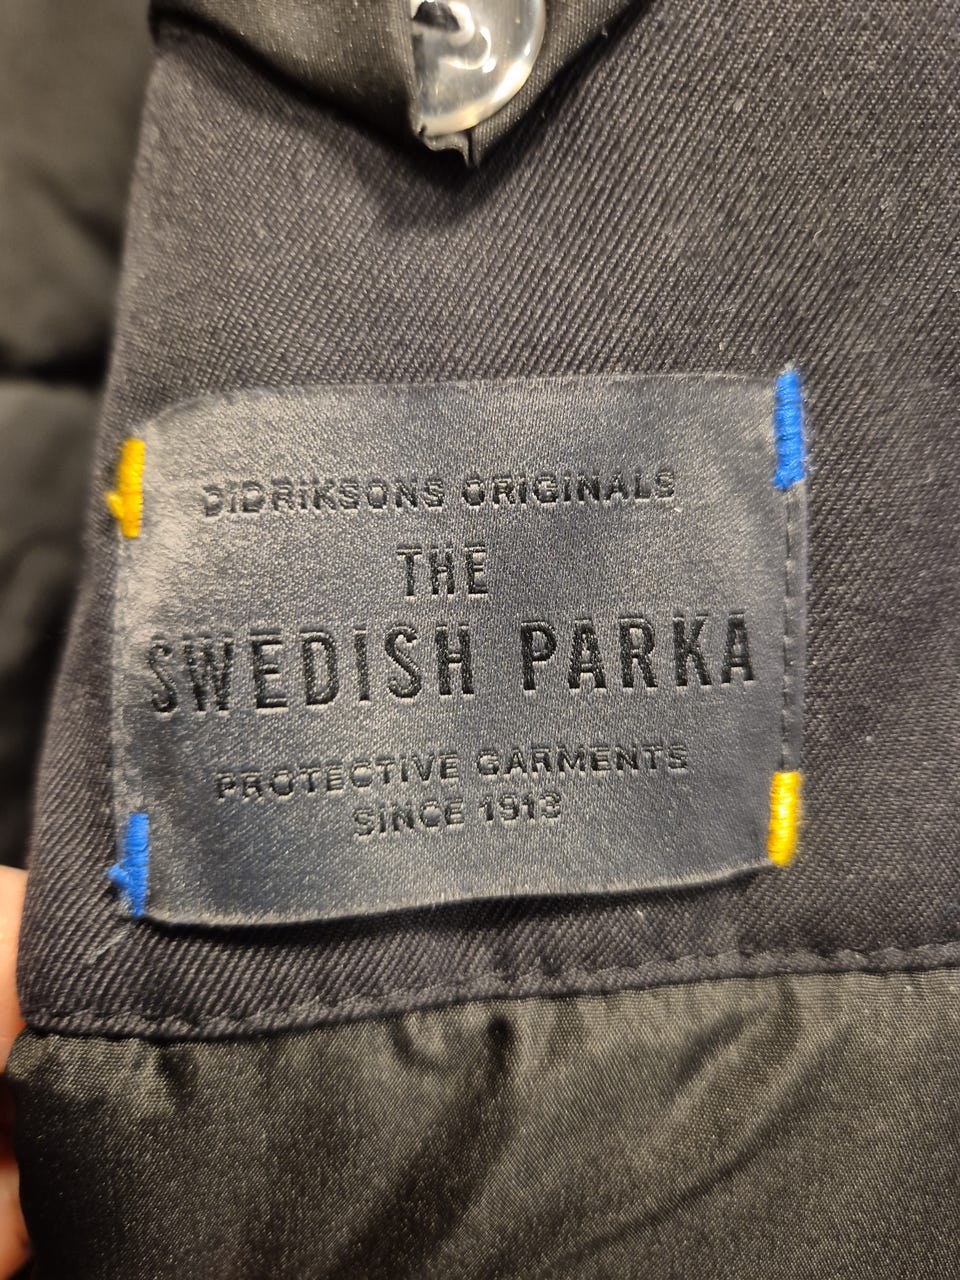 DIDRIKSONS ORIGINALS
THE
SWEDISH PARKA
PROTECTIVE GARMENTS
SINCE 1913